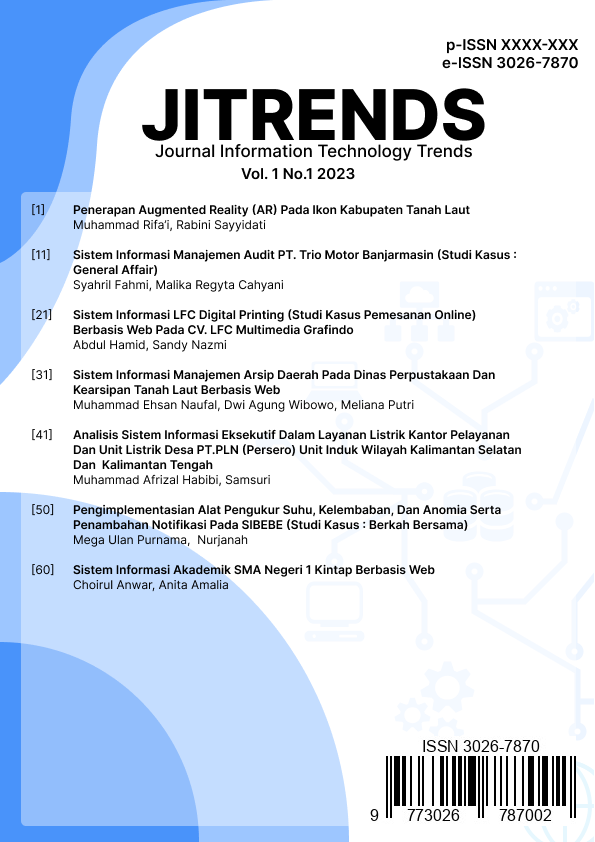 p-ISSN XXXX-XXX
e-ISSN 3026-7870
JITRENDS
Journal Information Technology Trends
Vol. 1 No.1 2023
[1] Penerapan Augmented Reality (AR) Pada Ikon Kabupaten Tanah Laut
Muhammad Rifa'i, Rabini Sayyidati
[11] Sistem Informasi Manajemen Audit PT. Trio Motor Banjarmasin (Studi Kasus :
General Affair)
Syahril Fahmi, Malika Regyta Cahyani
[21] Sistem Informasi LFC Digital Printing (Studi Kasus Pemesanan Online)
Berbasis Web Pada CV. LFC Multimedia Grafindo
Abdul Hamid, Sandy Nazmi
[31] Sistem Informasi Manajemen Arsip Daerah Pada Dinas Perpustakaan Dan
Kearsipan Tanah Laut Berbasis Web
Muhammad Ehsan Naufal, Dwi Agung Wibowo, Meliana Putri
[41] Analisis Sistem Informasi Eksekutif Dalam Layanan Listrik Kantor Pelayanan
Dan Unit Listrik Desa PT.PLN (Persero) Unit Induk Wilayah Kalimantan Selatan
Dan Kalimantan Tengah
Muhammad Afrizal Habibi, Samsuri
[50] Pengimplementasian Alat Pengukur Suhu, Kelembaban, Dan Anomia Serta
Penambahan Notifikasi Pada SIBEBE (Studi Kasus : Berkah Bersama)
Mega Ulan Purnama, Nurjanah
[60] Sistem Informasi Akademik SMA Negeri 1 Kintap Berbasis Web
Choirul Anwar, Anita Amalia
ISSN 3026-7870
9 773026 787002